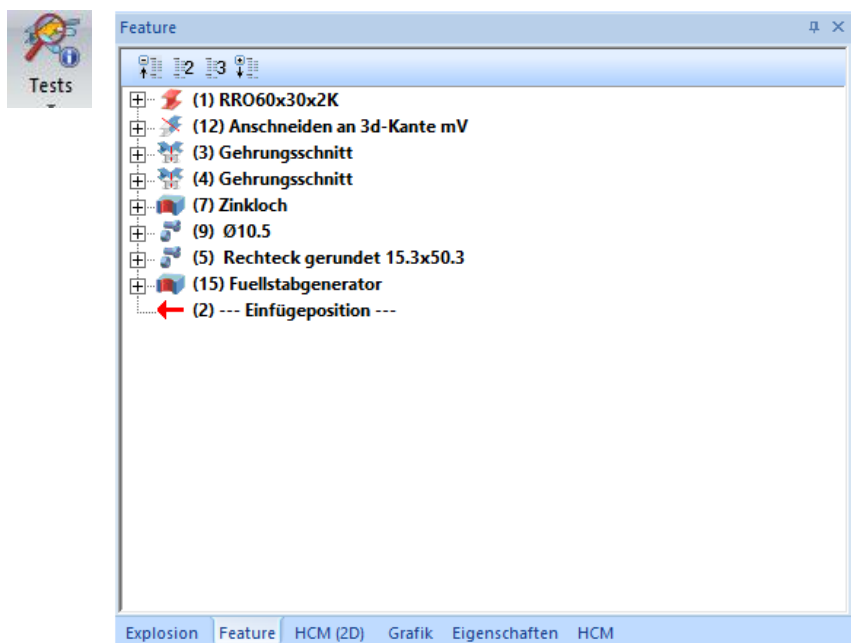 Tests
Feature
2 3
(1) RRO60x30x2K
(12) Anschneiden an 3d-Kante mV
(3) Gehrungsschnitt
(4) Gehrungsschnitt
(7) Zinkloch
(9) Ø10.5
(5) Rechteck gerundet 15.3x50.3
(15) Fuellstabgenerator
(2) --- Einfügeposition ---
Explosion Feature HCM (2D) Grafik Eigenschaften HCM